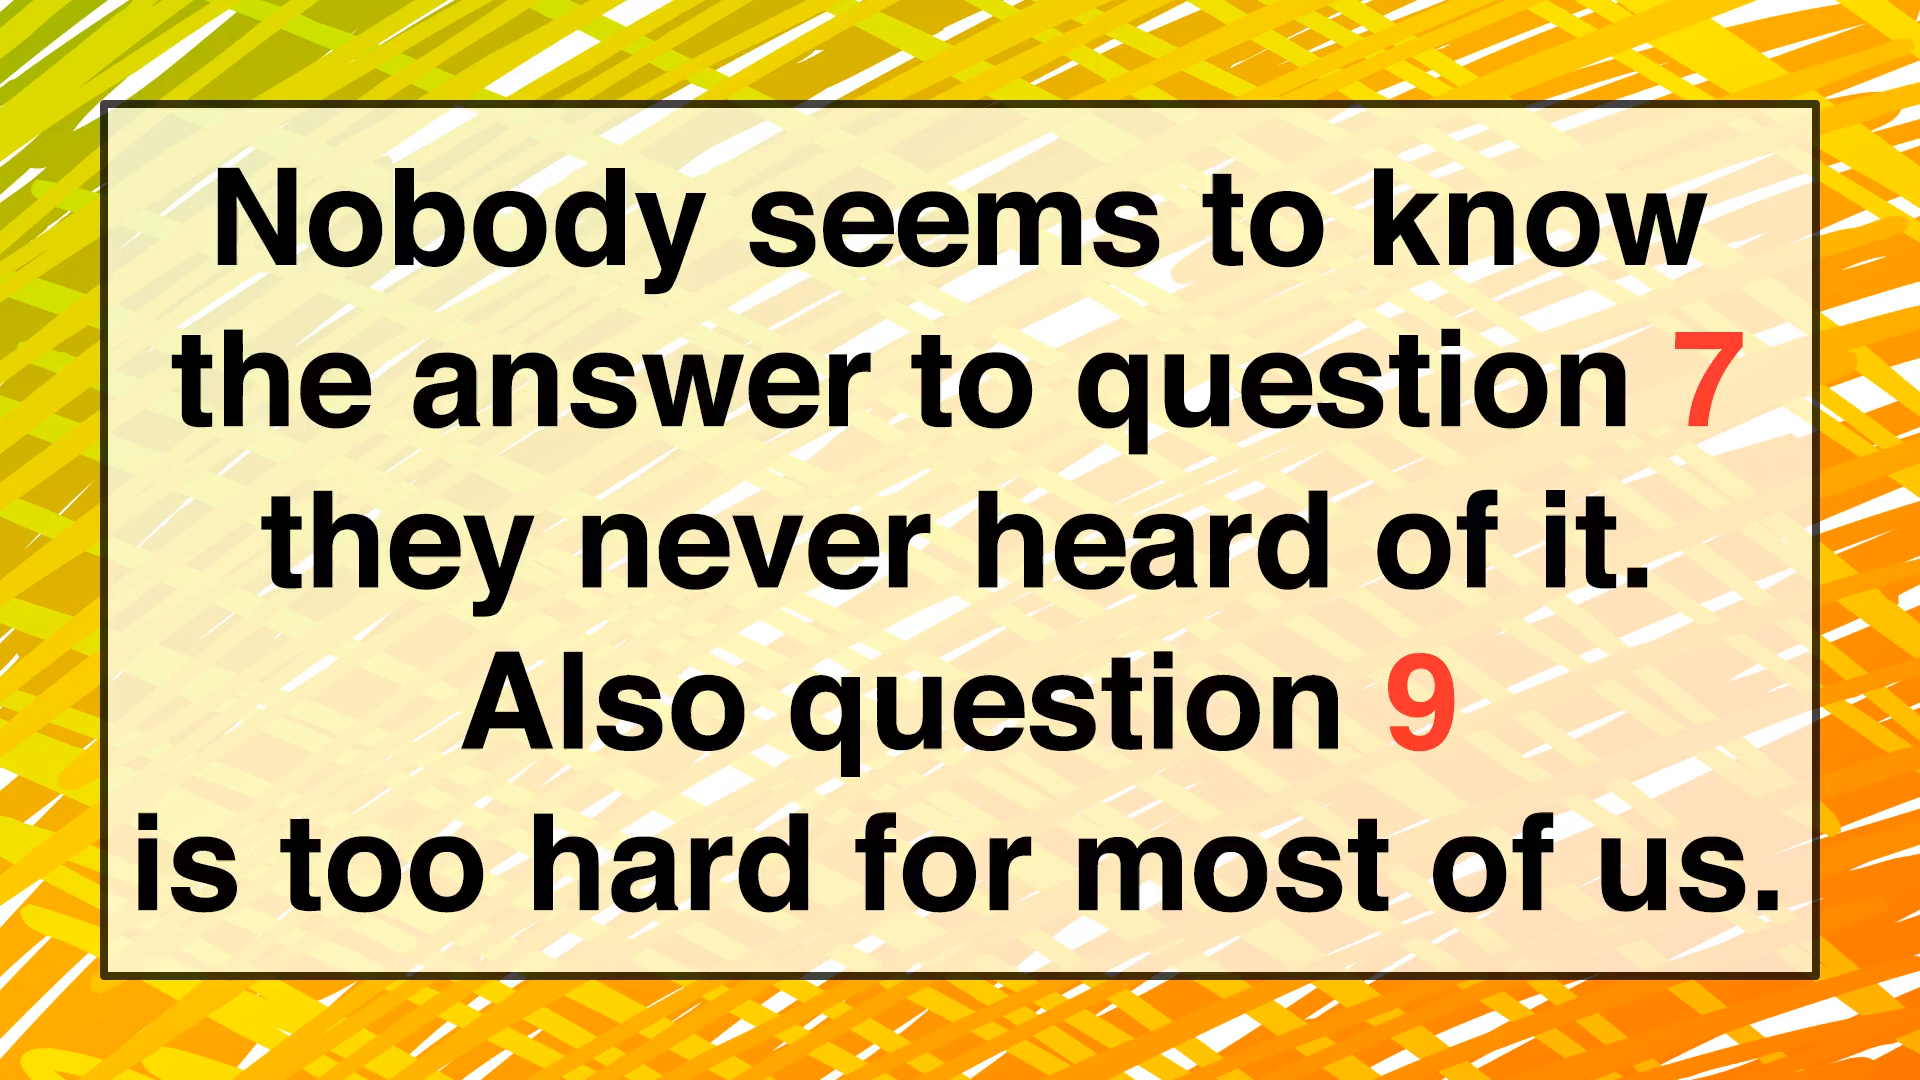 Nobody seems to know
the answer to question 7
they never heard of it.
Also question 9
is too hard for most of us.